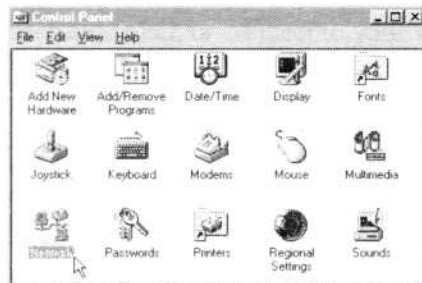 Control Panel
File Edit View Help
Add New Hardware
Add/Remove Programs
Date/Time
Display
Fonts
Joystick
Keyboard
Modems
Mouse
Multimedia
Network
Passwords
Printers
Regional Settings
Sounds